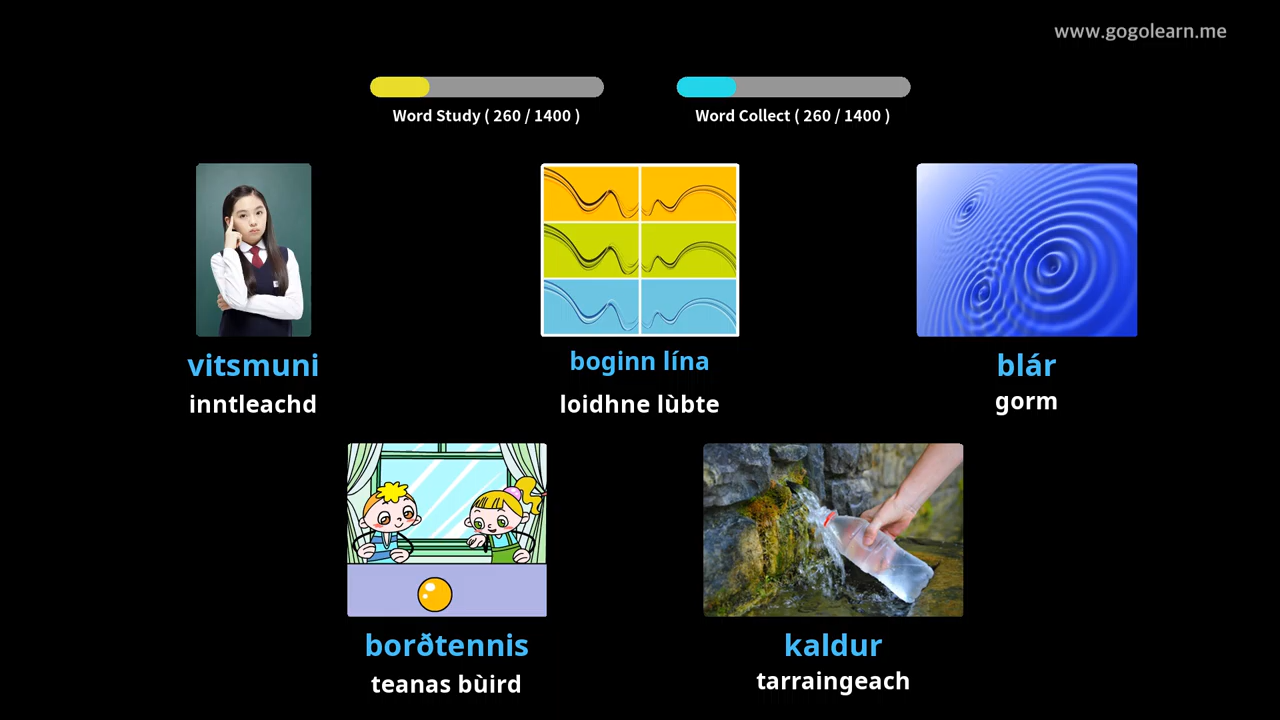 www.gogolearn.me
Word Study ( 260 / 1400 )
Word Collect ( 260 / 1400 )
vitsmuni
inntleachd
boginn lína
loidhne lùbte
blár
gorm
borðtennis
teanas bùird
kaldur
tarraingeach